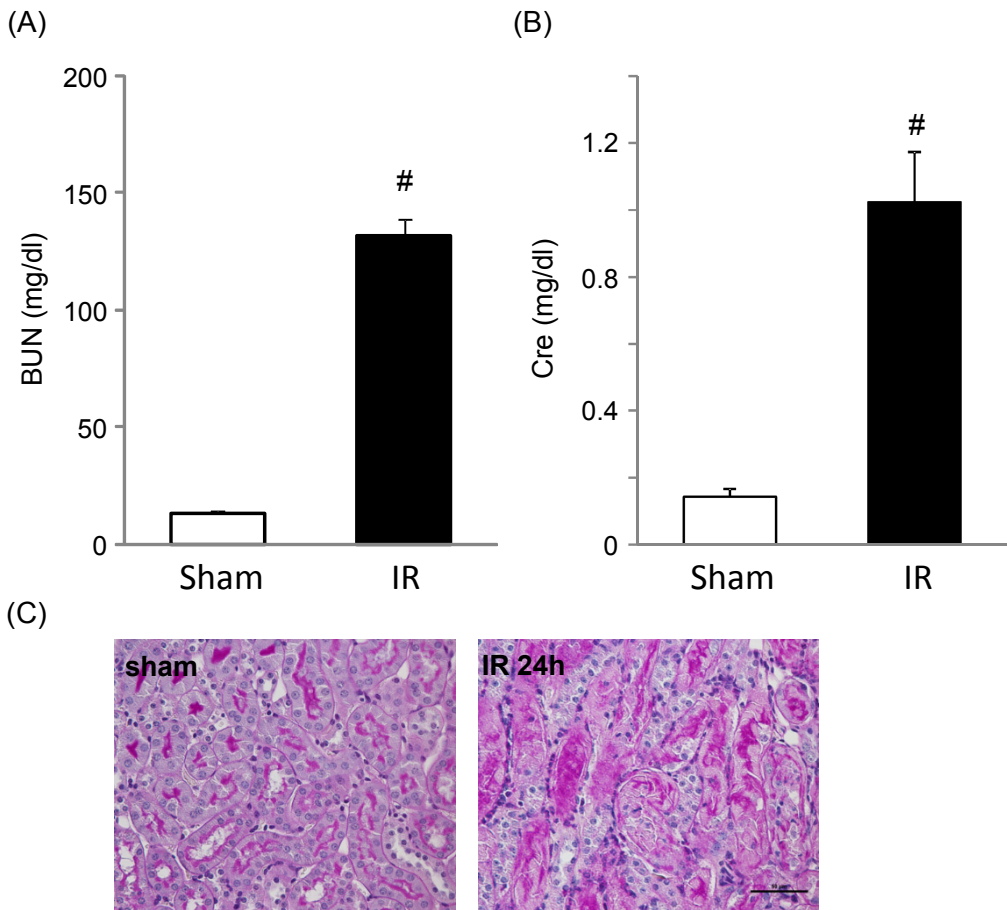 (A)
BUN (mg/dl)
200
150
100
50
0
#
Sham IR
(B)
Cre (mg/dl)
1.2
0.8
0.4
0
#
Sham IR
(C)
sham
IR 24h